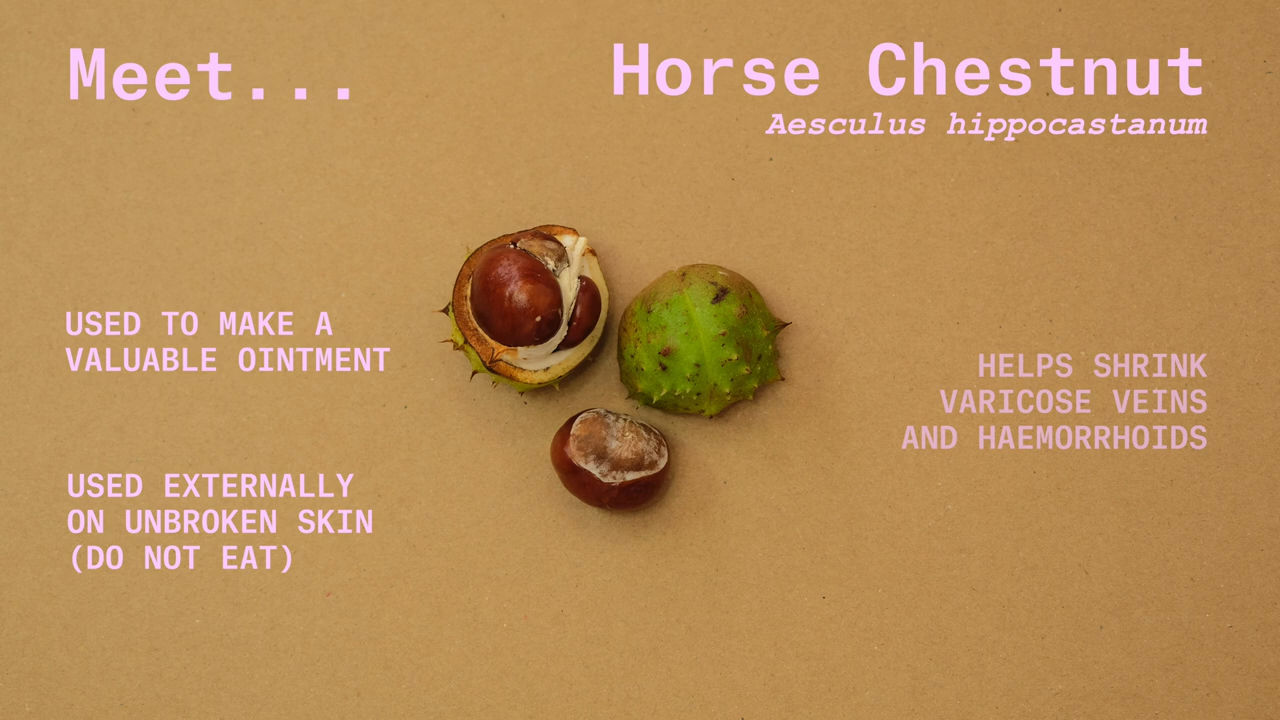 Meet...
Horse Chestnut
Aesculus hippocastanum
USED TO MAKE A
VALUABLE OINTMENT
HELPS SHRINK
VARICOSE VEINS
AND HAEMORRHOIDS
USED EXTERNALLY
ON UNBROKEN SKIN
(DO NOT EAT)